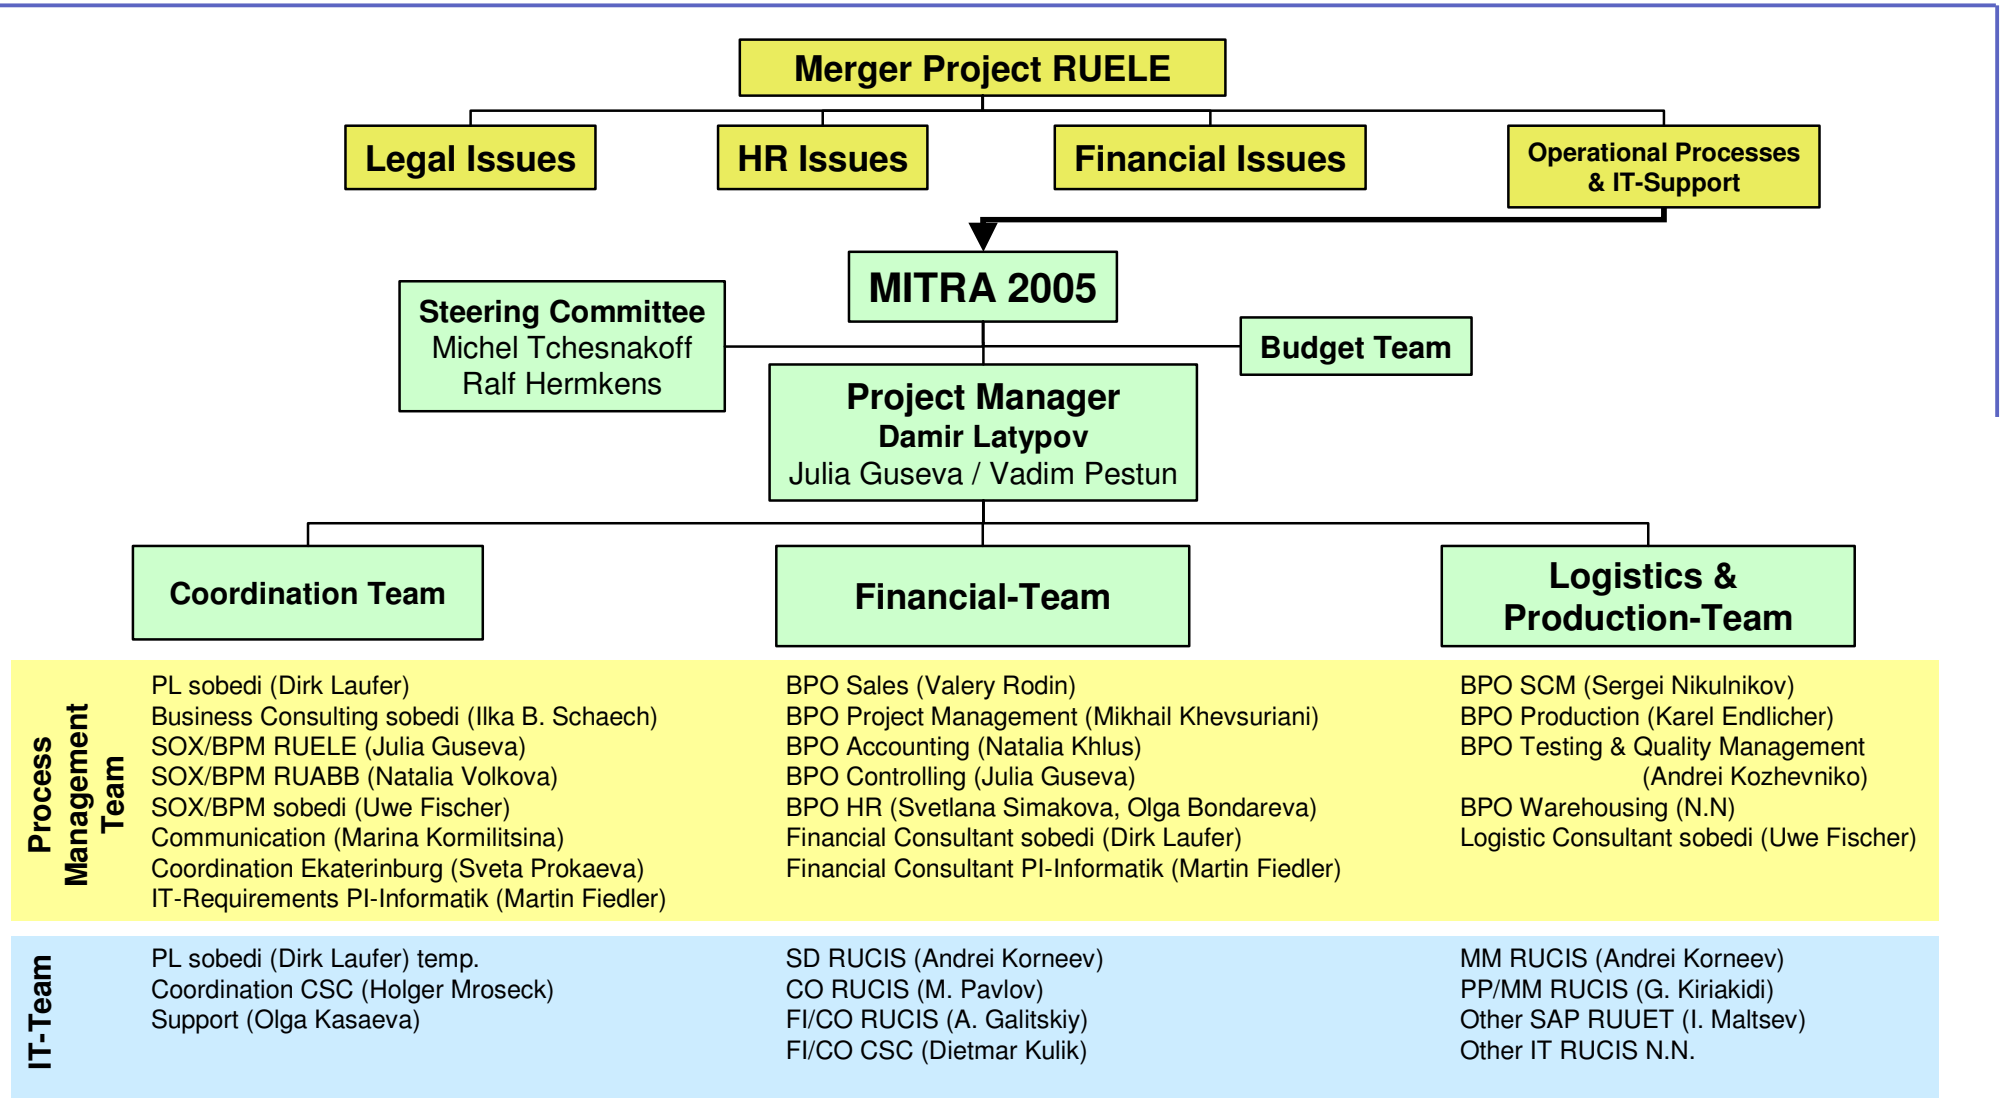 Merger Project RUELE
Legal Issues
HR Issues
Financial Issues
Operational Processes
& IT-Support
MITRA 2005
Steering Committee
Michel Tchesnakoff
Ralf Hermkens
Budget Team
Project Manager
Damir Latypov
Julia Guseva / Vadim Pestun
Coordination Team
Financial-Team
Logistics &
Production-Team
Process
Management
Team
PL sobedi (Dirk Laufer)
Business Consulting sobedi (Ilka B. Schaech)
SOX/BPM RUELE (Julia Guseva)
SOX/BPM RUABB (Natalia Volkova)
SOX/BPM sobedi (Uwe Fischer)
Communication (Marina Kormilitsina)
Coordination Ekaterinburg (Sveta Prokaeva)
IT-Requirements PI-Informatik (Martin Fiedler)
BPO Sales (Valery Rodin)
BPO Project Management (Mikhail Khevsuriani)
BPO Accounting (Natalia Khlus)
BPO Controlling (Julia Guseva)
BPO HR (Svetlana Simakova, Olga Bondareva)
Financial Consultant sobedi (Dirk Laufer)
Financial Consultant PI-Informatik (Martin Fiedler)
BPO SCM (Sergei Nikulnikov)
BPO Production (Karel Endlicher)
BPO Testing & Quality Management
(Andrei Kozhevniko)
BPO Warehousing (N.N)
Logistic Consultant sobedi (Uwe Fischer)
IT-Team
PL sobedi (Dirk Laufer) temp.
Coordination CSC (Holger Mroseck)
Support (Olga Kasaeva)
SD RUCIS (Andrei Korneev)
CO RUCIS (M. Pavlov)
FI/CO RUCIS (A. Galitskiy)
FI/CO CSC (Dietmar Kulik)
MM RUCIS (Andrei Korneev)
PP/MM RUCIS (G. Kiriakidi)
Other SAP RUUET (I. Maltsev)
Other IT RUCIS N.N.